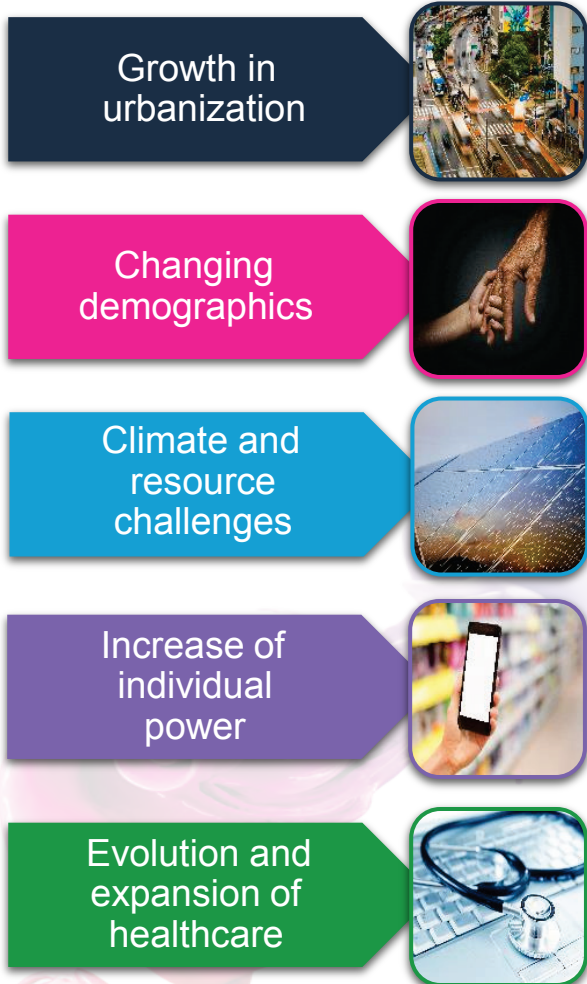 Growth in
urbanization
Changing
demographics
Climate and
resource
challenges
Increase of
individual
power
Evolution and
expansion of
healthcare